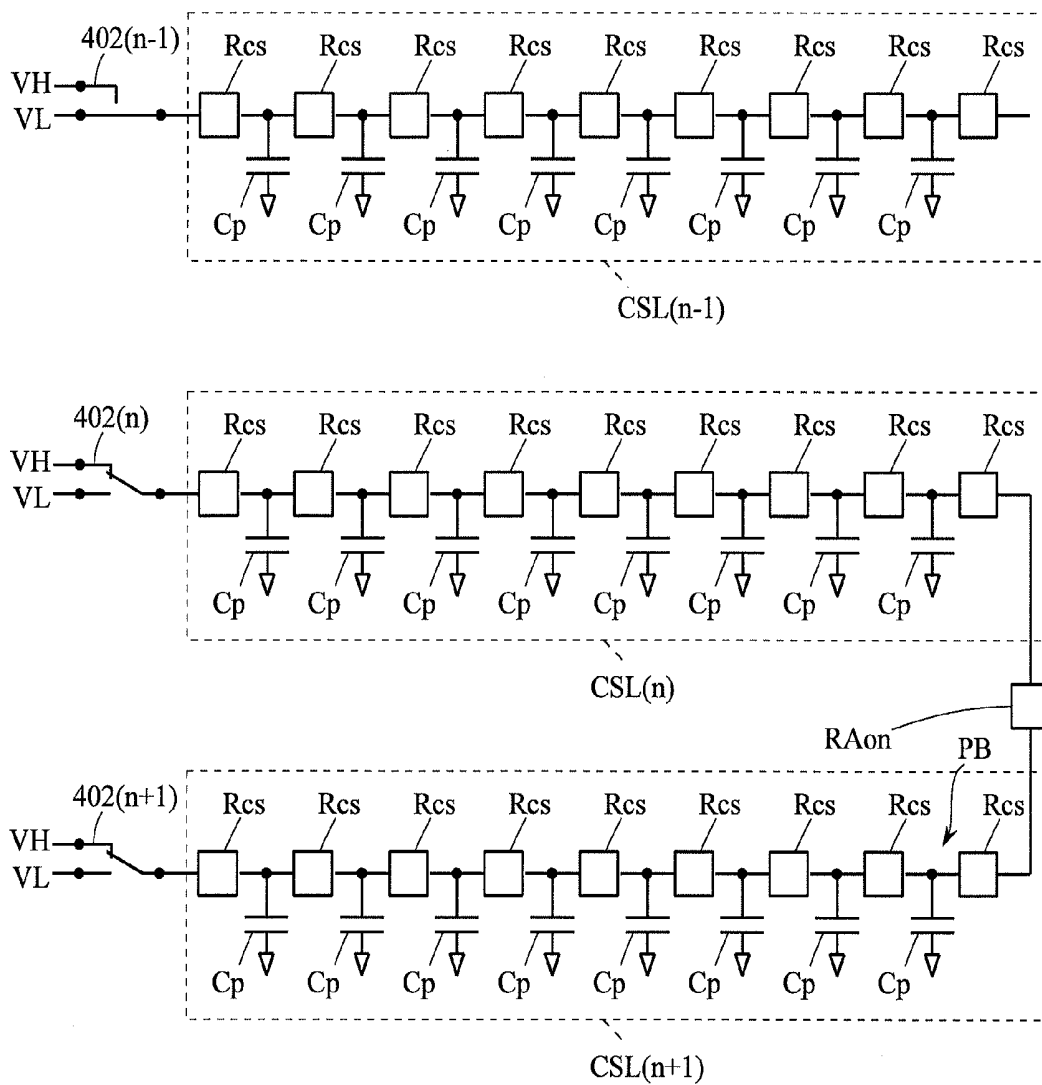 402(n-1)
Rcs Rcs Rcs Rcs Rcs Rcs Rcs Rcs Rcs
VH
VL
Cp Cp Cp Cp Cp Cp Cp Cp
CSL(n-1)
402(n)
Rcs Rcs Rcs Rcs Rcs Rcs Rcs Rcs Rcs
VH
VL
Cp Cp Cp Cp Cp Cp Cp Cp
CSL(n)
RAon
PB
402(n+1)
Rcs Rcs Rcs Rcs Rcs Rcs Rcs Rcs Rcs
VH
VL
Cp Cp Cp Cp Cp Cp Cp Cp
CSL(n+1)